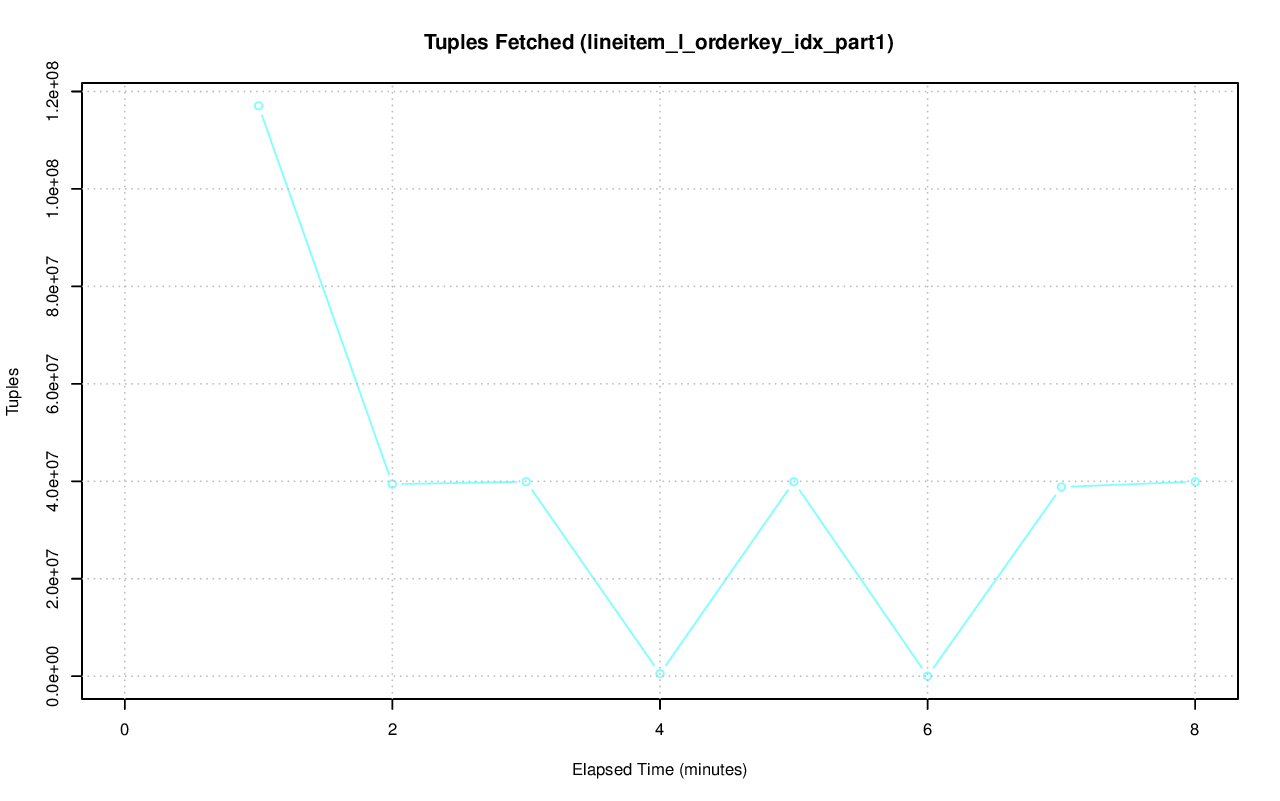 Tuples Fetched (lineitem_l_orderkey_idx_part1)
Tuples
1.2e+08
1.0e+08
8.0e+07
6.0e+07
4.0e+07
2.0e+07
0.0e+00
0 2 4 6 8
Elapsed Time (minutes)